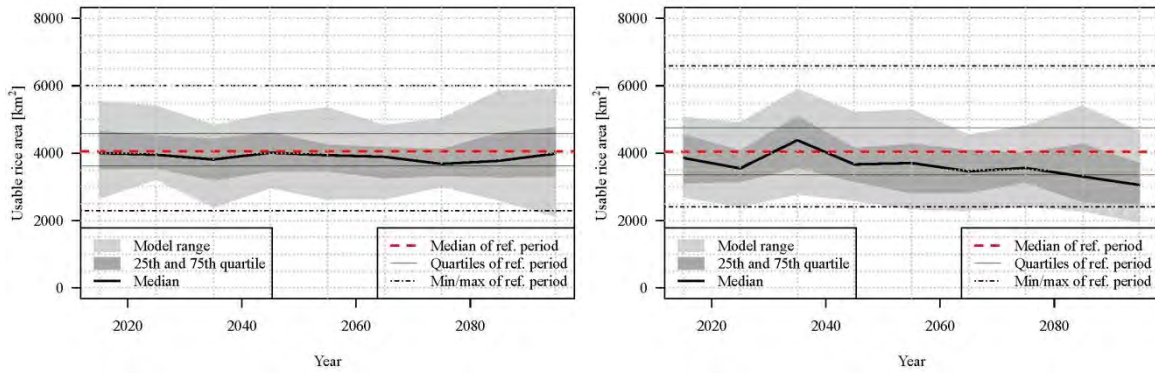 8000
6000
4000
2000
0
Usable rice area [km²]
Model range
25th and 75th quartile
Median
Median of ref. period
Quartiles of ref. period
Min/max of ref. period
2020
2040
2060
2080
Year
8000
6000
4000
2000
0
Usable rice area [km²]
Model range
25th and 75th quartile
Median
Median of ref. period
Quartiles of ref. period
Min/max of ref. period
2020
2040
2060
2080
Year